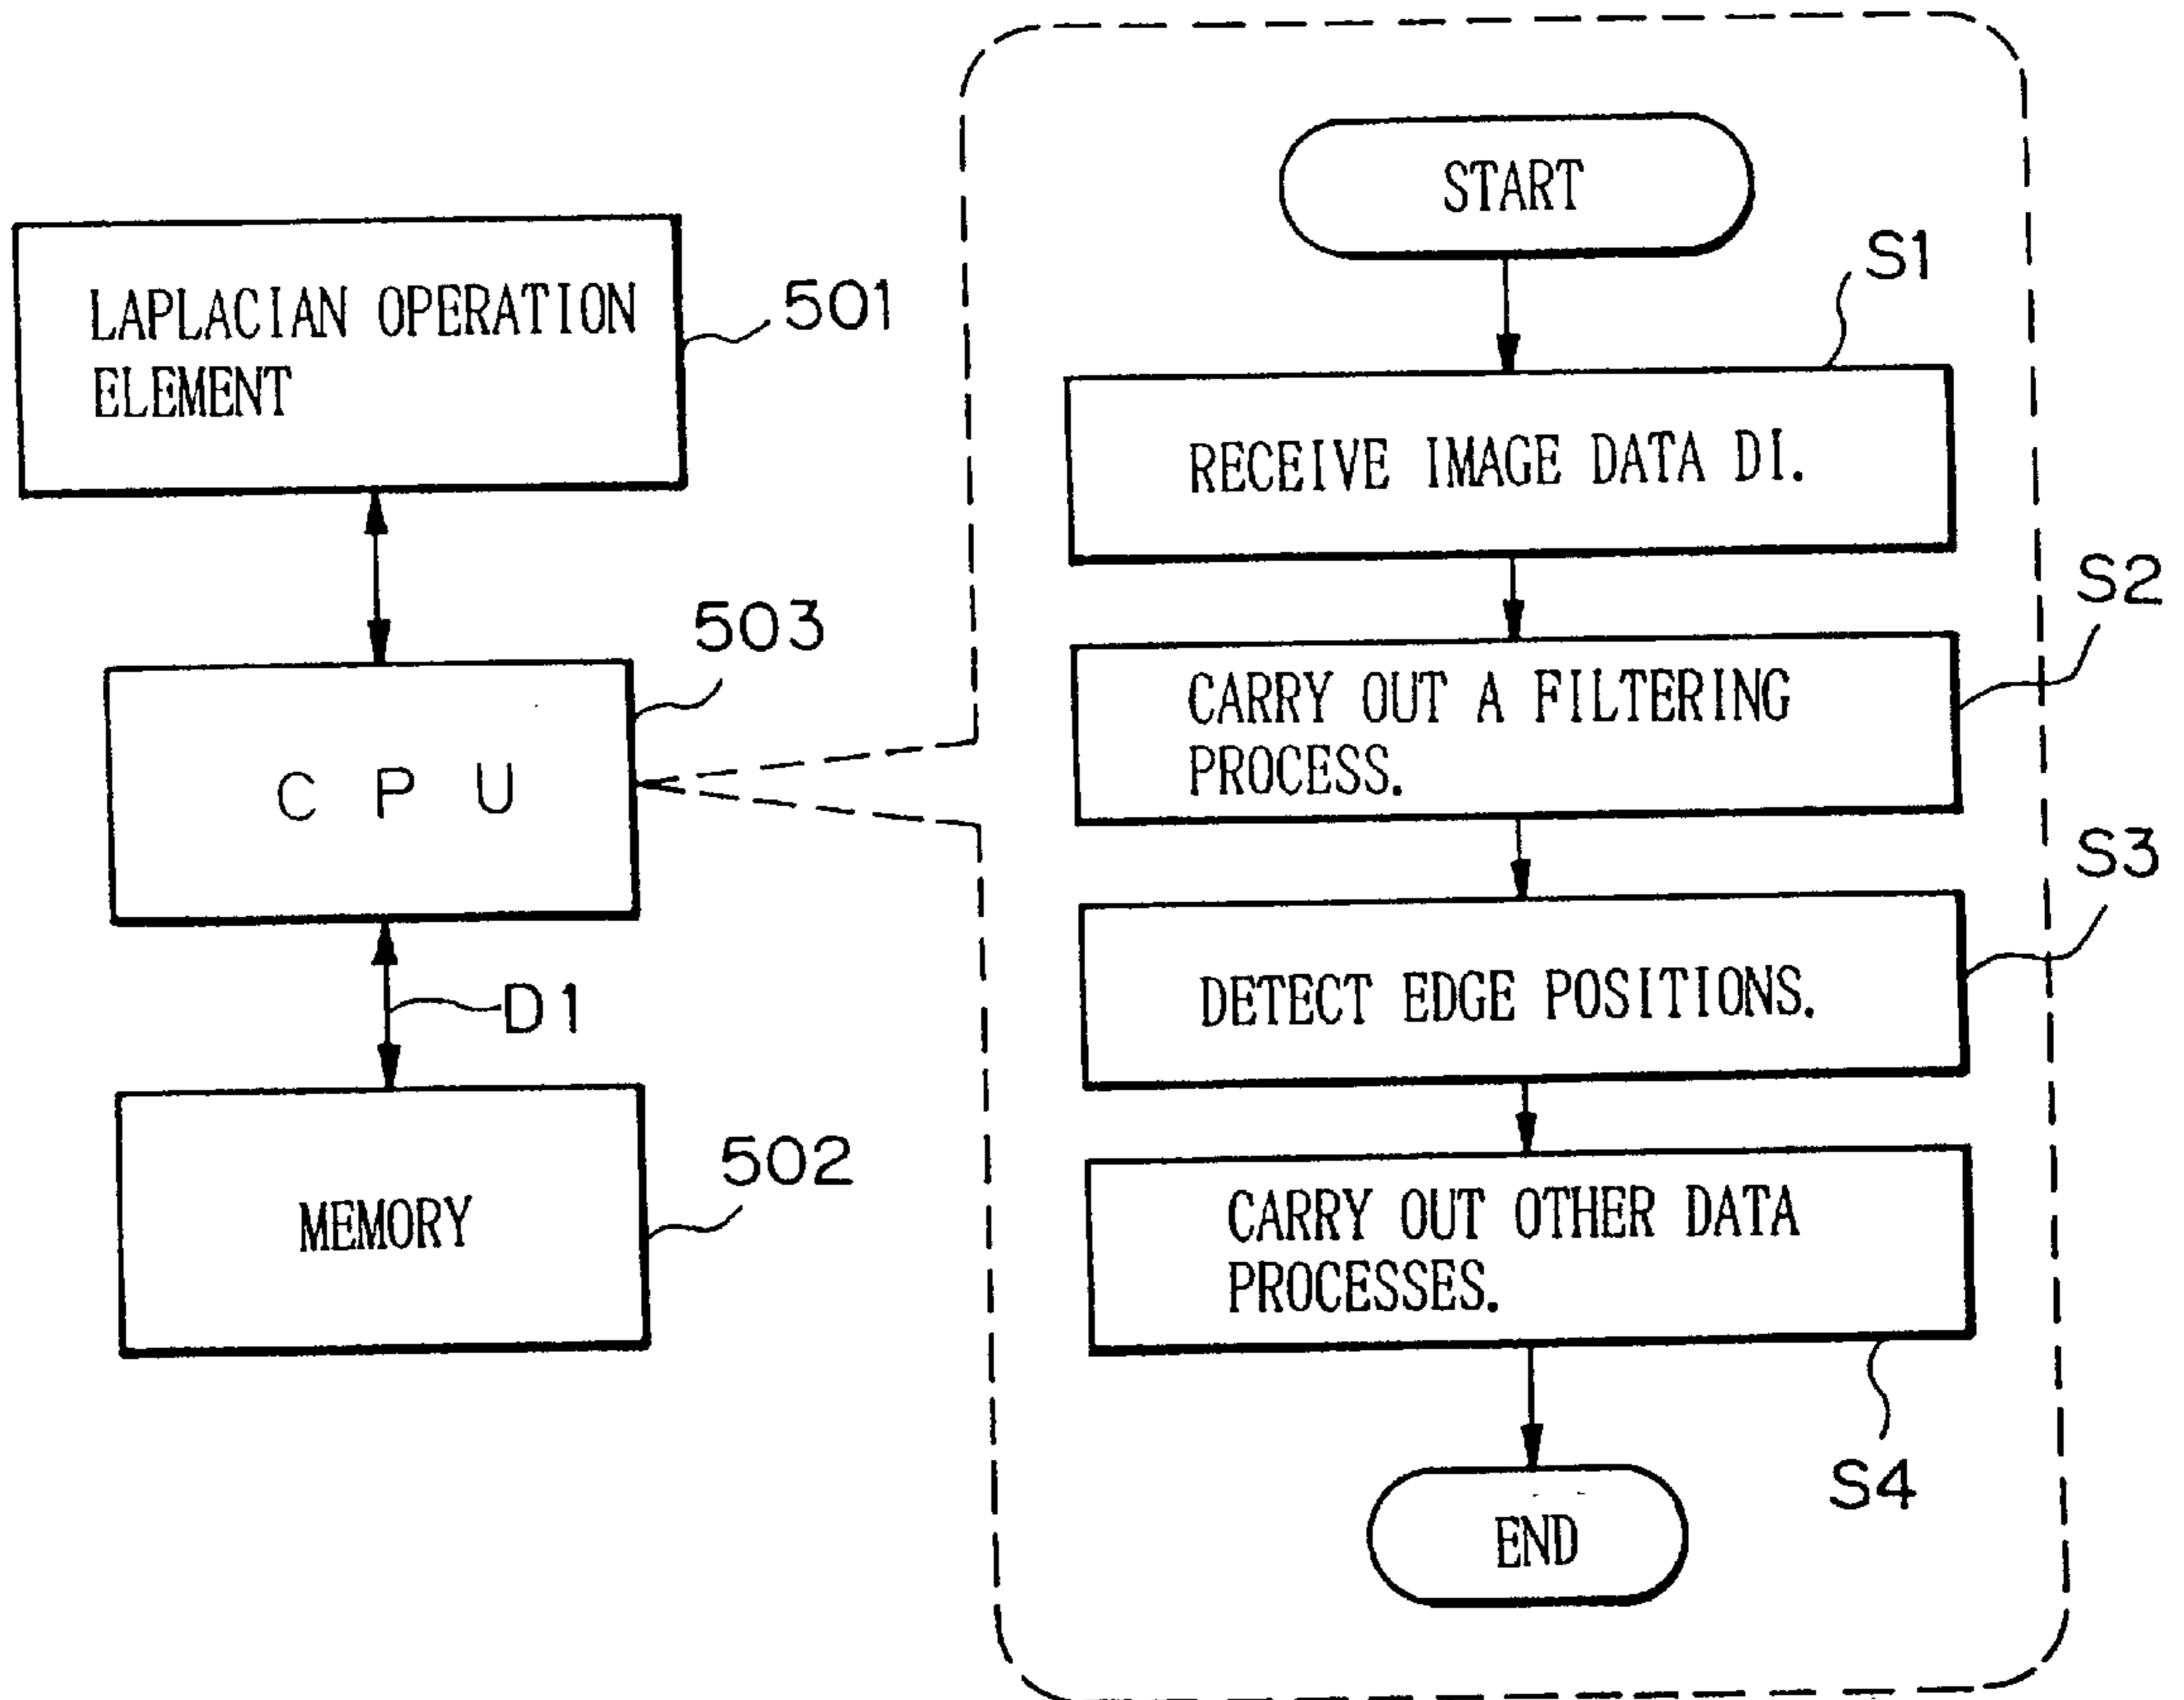 LAPLACIAN OPERATION
ELEMENT
501
503
C P U
D1
MEMORY
502
START
S1
RECEIVE IMAGE DATA DI.
S2
CARRY OUT A FILTERING
PROCESS.
S3
DETECT EDGE POSITIONS.
CARRY OUT OTHER DATA
PROCESSES.
S4
END